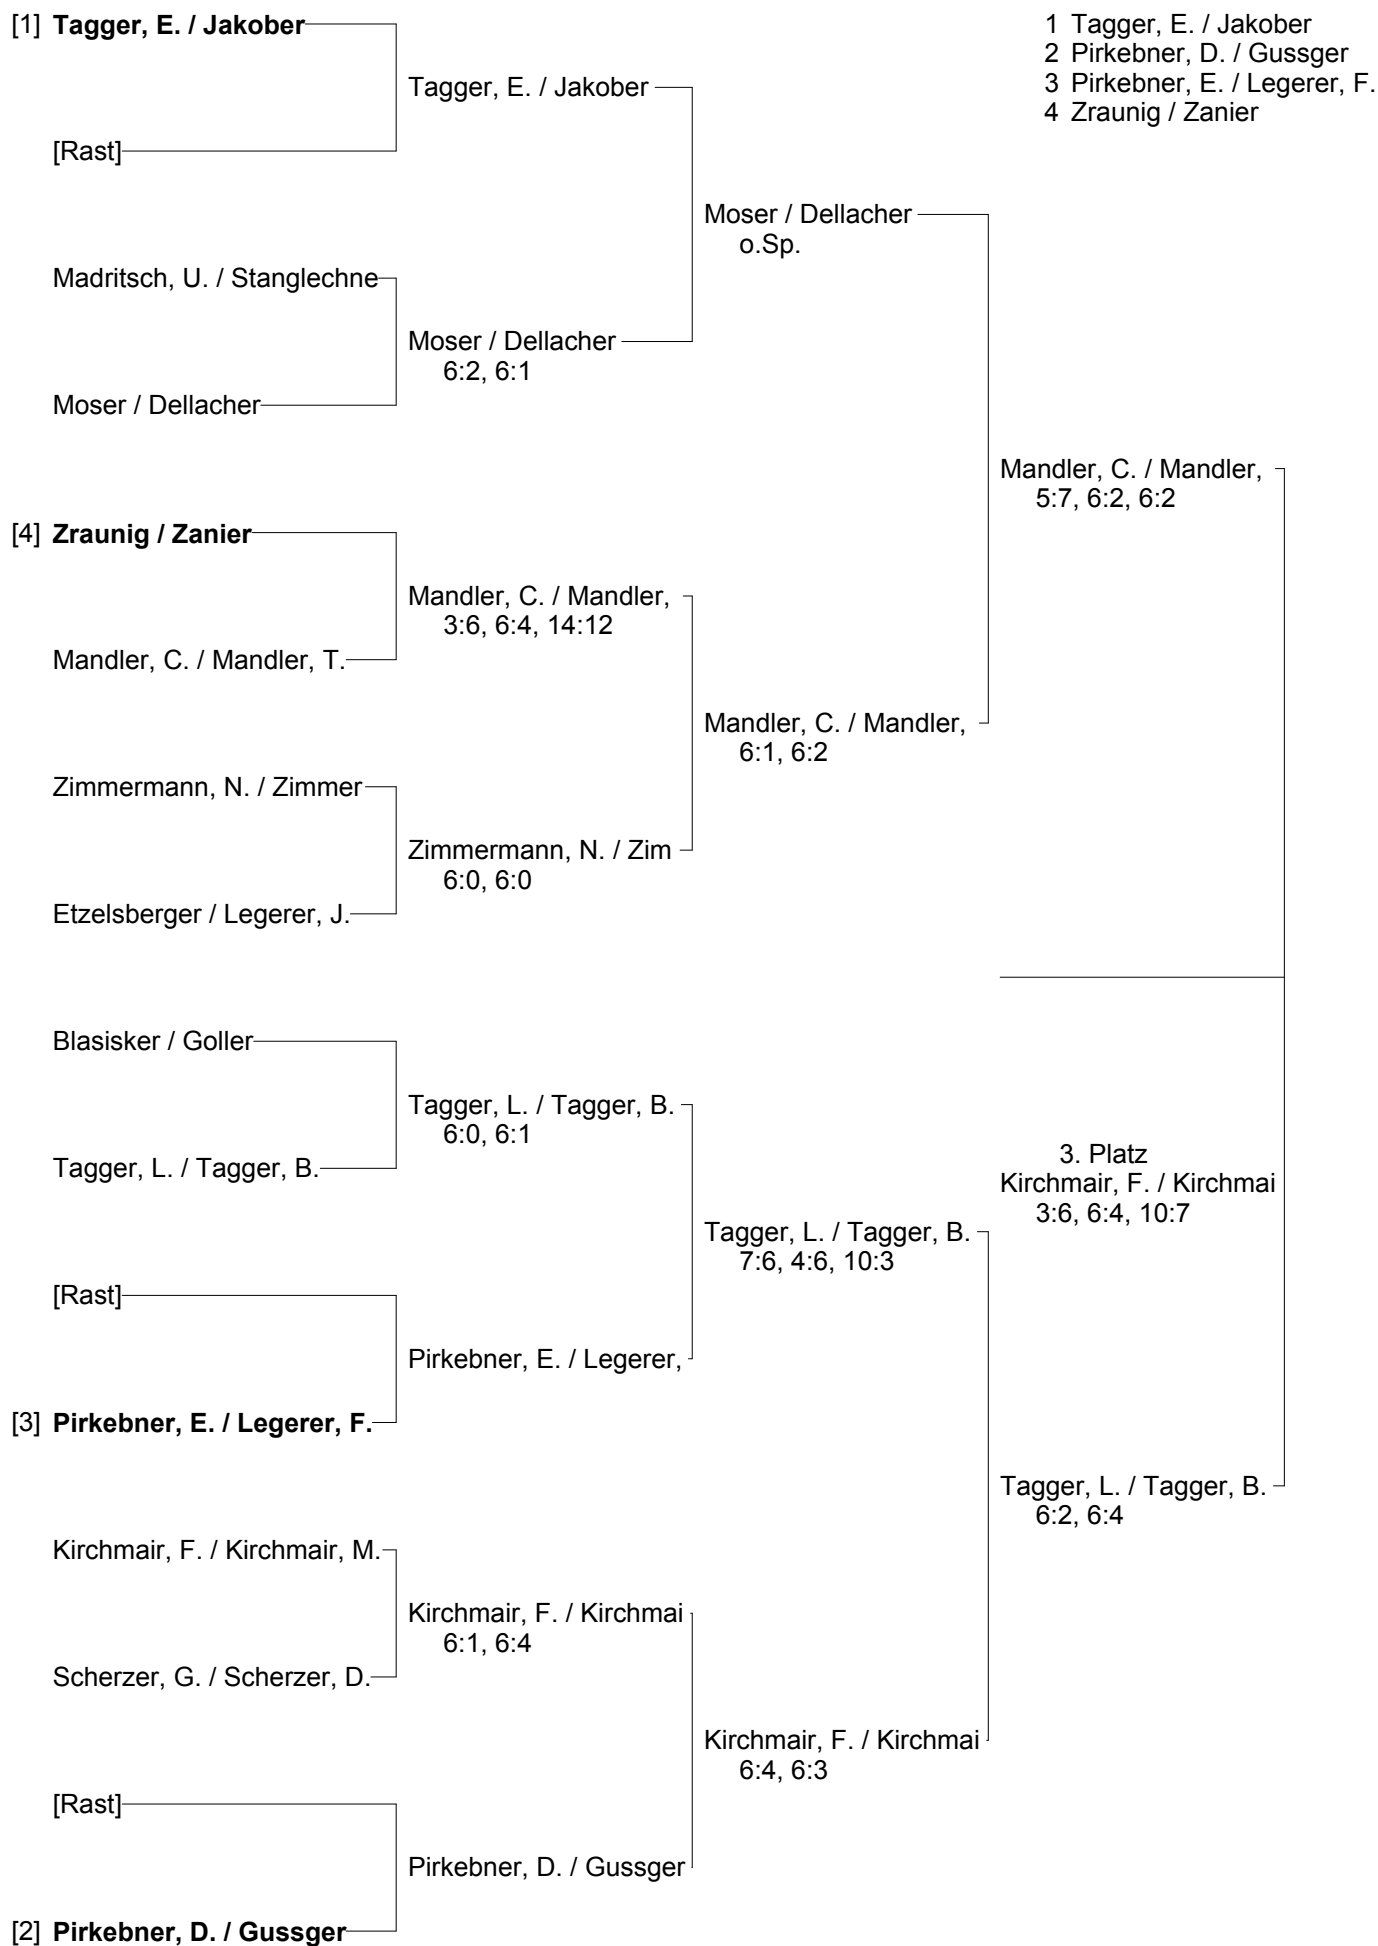 [1] Tagger, E. / Jakober
1 Tagger, E. / Jakober
2 Pirkebner, D. / Gussger
3 Pirkebner, E. / Legerer, F.
4 Zraunig / Zanier
Tagger, E. / Jakober
[Rast]
Moser / Dellacher
o.Sp.
Madritsch, U. / Stanglechne
Moser / Dellacher
6:2, 6:1
Moser / Dellacher
Mandler, C. / Mandler,
5:7, 6:2, 6:2
[4] Zraunig / Zanier
Mandler, C. / Mandler,
3:6, 6:4, 14:12
Mandler, C. / Mandler, T.
Mandler, C. / Mandler,
6:1, 6:2
Zimmermann, N. / Zimmer
Zimmermann, N. / Zim
6:0, 6:0
Etzelsberger / Legerer, J.
Blasisker / Goller
Tagger, L. / Tagger, B.
6:0, 6:1
Tagger, L. / Tagger, B.
3. Platz
Kirchmair, F. / Kirchmai
3:6, 6:4, 10:7
Tagger, L. / Tagger, B.
7:6, 4:6, 10:3
[Rast]
Pirkebner, E. / Legerer,
[3] Pirkebner, E. / Legerer, F.
Tagger, L. / Tagger, B.
6:2, 6:4
Kirchmair, F. / Kirchmair, M.
Kirchmair, F. / Kirchmai
6:1, 6:4
Scherzer, G. / Scherzer, D.
Kirchmair, F. / Kirchmai
6:4, 6:3
[Rast]
Pirkebner, D. / Gussger
[2] Pirkebner, D. / Gussger